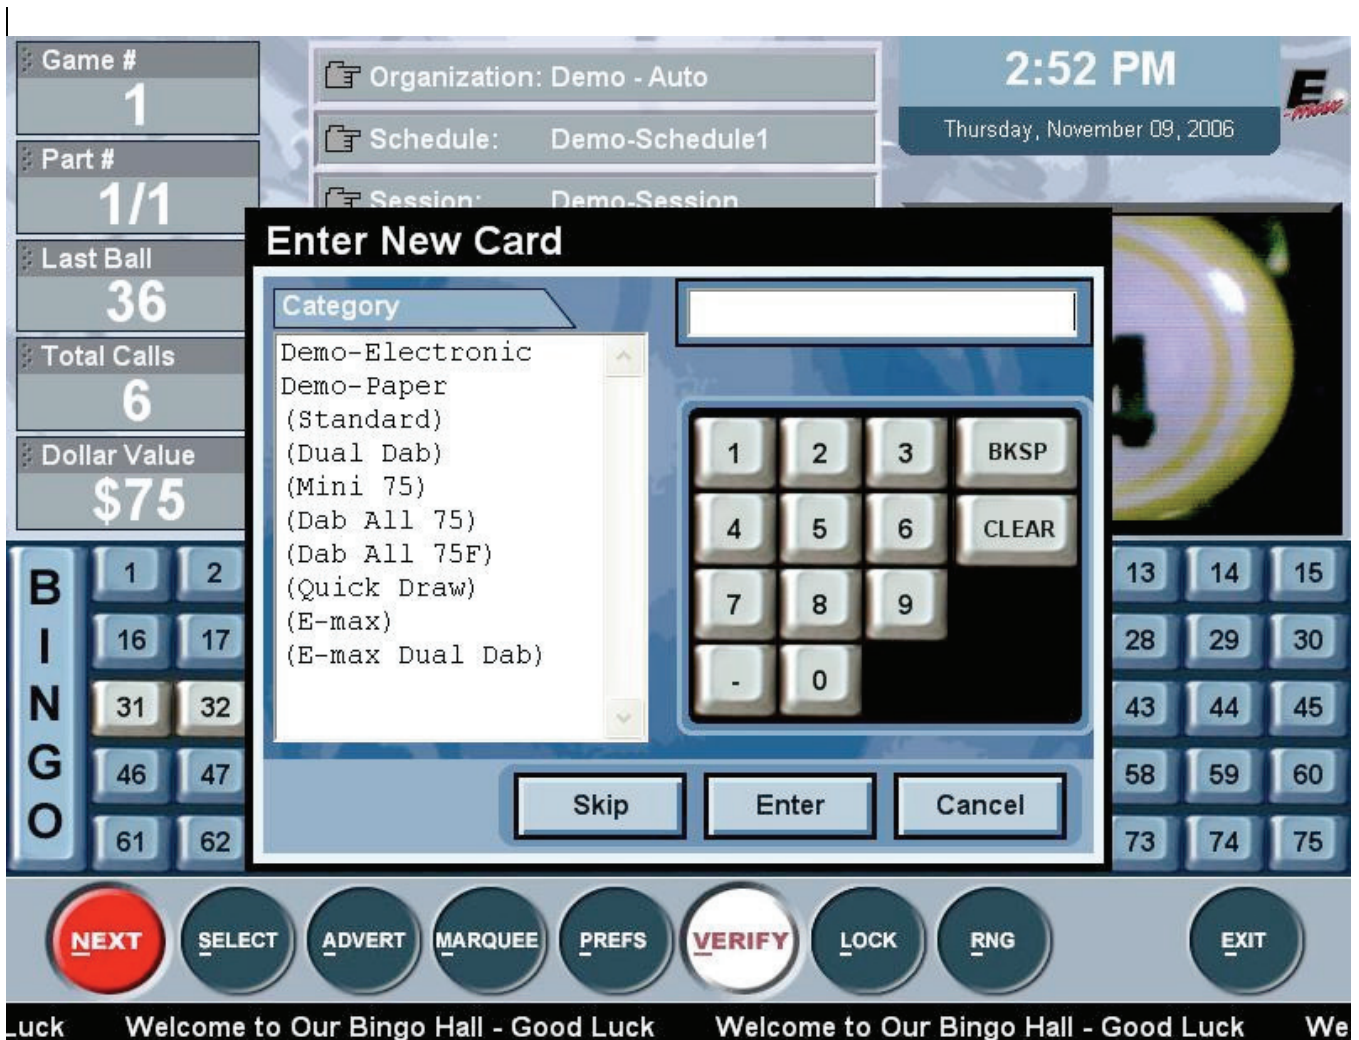 Game #
1
Organization: Demo - Auto
2:52 PM
E
-max
Schedule: Demo-Schedule1
Thursday, November 09, 2006
Part #
1/1
Session: Demo-Session
Enter New Card
Last Ball
36
Category
Total Calls
6
Demo-Electronic
Demo-Paper
(Standard)
(Dual Dab)
(Mini 75)
(Dab All 75)
(Dab All 75F)
(Quick Draw)
(E-max)
(E-max Dual Dab)
Dollar Value
$75
1 2 3 BKSP
4 5 6 CLEAR
7 8 9
- 0
Skip Enter Cancel
B 1 2 13 14 15
I 16 17 28 29 30
N 31 32 43 44 45
G 46 47 58 59 60
O 61 62 73 74 75
NEXT SELECT ADVERT MARQUEE PREFS VERIFY LOCK RNG EXIT
Luck Welcome to Our Bingo Hall - Good Luck Welcome to Our Bingo Hall - Good Luck We